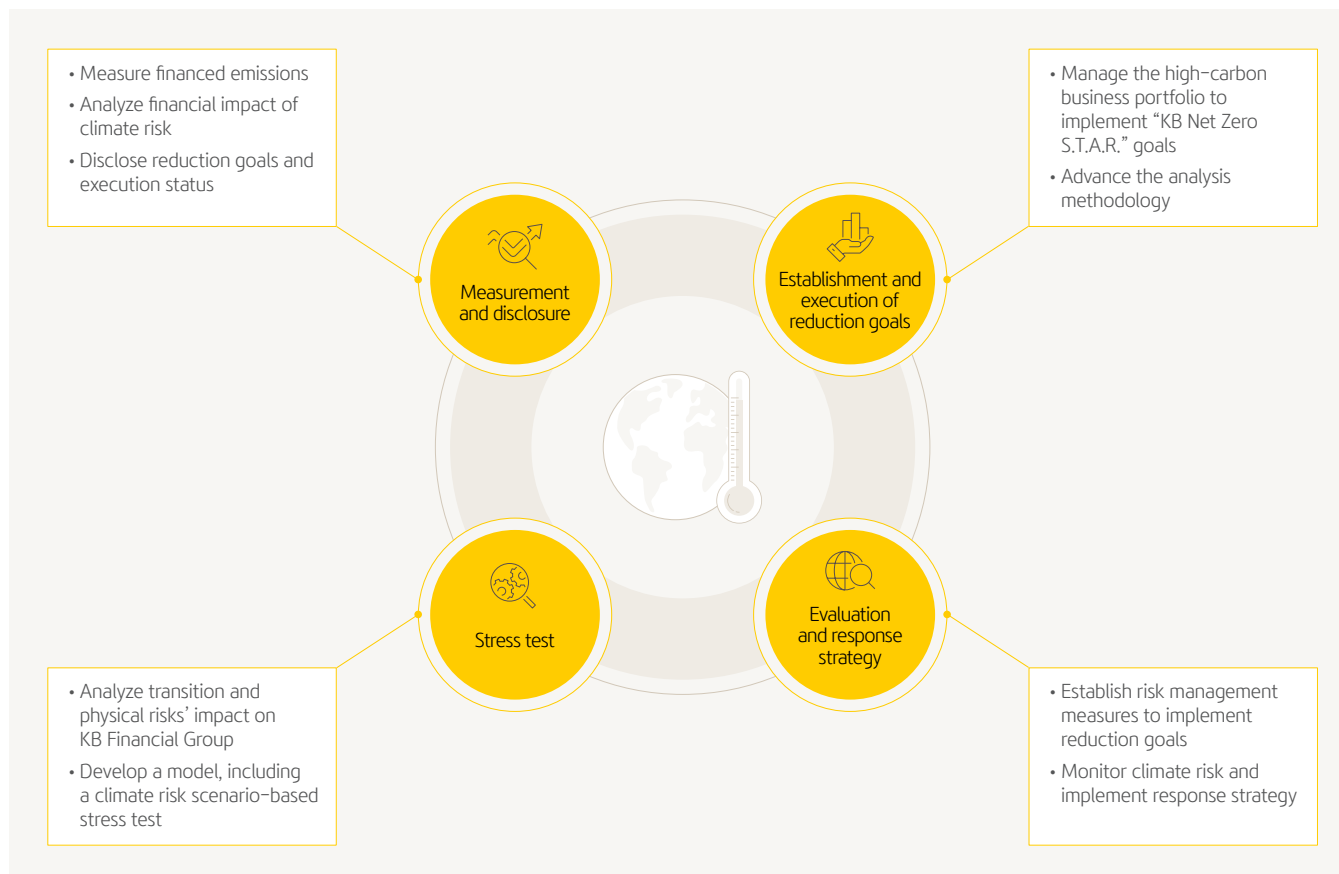 • Measure financed emissions
• Analyze financial impact of
climate risk
• Disclose reduction goals and
execution status
Measurement
and disclosure
• Manage the high-carbon
business portfolio to
implement “KB Net Zero
S.T.A.R.” goals
• Advance the analysis
methodology
Establishment and
execution of
reduction goals
Stress test
• Analyze transition and
physical risks’ impact on
KB Financial Group
• Develop a model, including
a climate risk scenario-based
stress test
Evaluation
and response
strategy
• Establish risk management
measures to implement
reduction goals
• Monitor climate risk and
implement response strategy